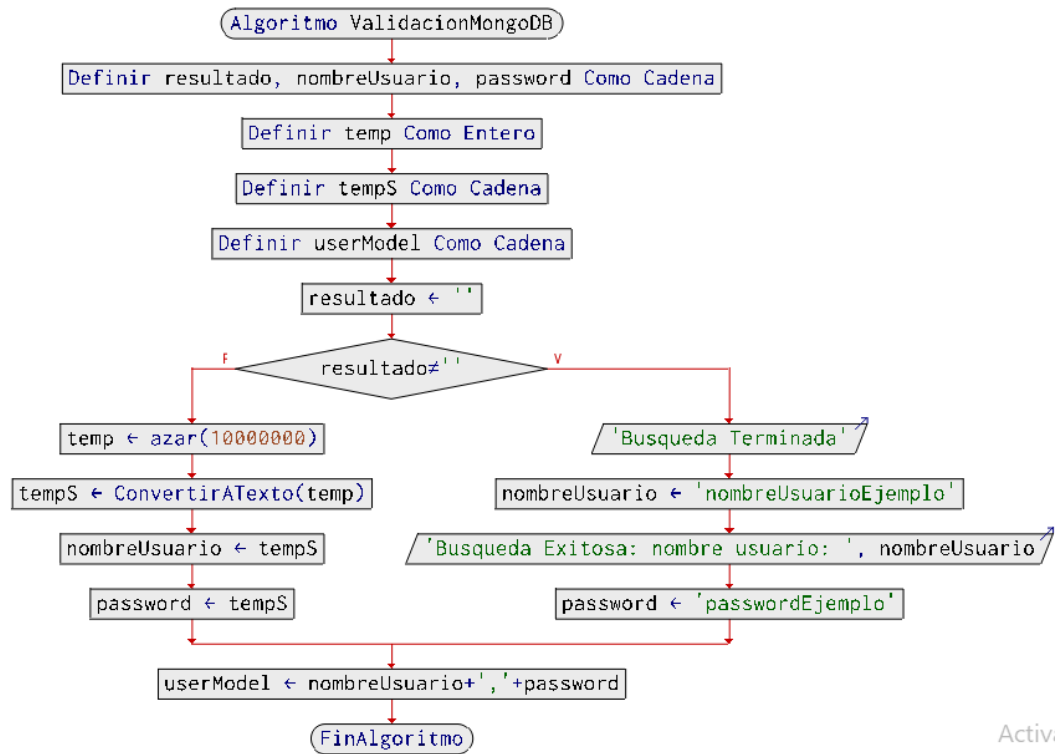 Algoritmo ValidacionMongoDB
Definir resultado, nombreUsuario, password Como Cadena
Definir temp Como Entero
Definir tempS Como Cadena
Definir userModel Como Cadena
resultado ← ''
resultado≠''
F
V
temp ← azar(10000000)
tempS ← ConvertirATexto(temp)
nombreUsuario ← tempS
password ← tempS
'Busqueda Terminada'
nombreUsuario ← 'nombreUsuarioEjemplo'
'Busqueda Exitosa: nombre usuario: ', nombreUsuario
password ← 'passwordEjemplo'
userModel ← nombreUsuario+','+password
FinAlgoritmo
Activa